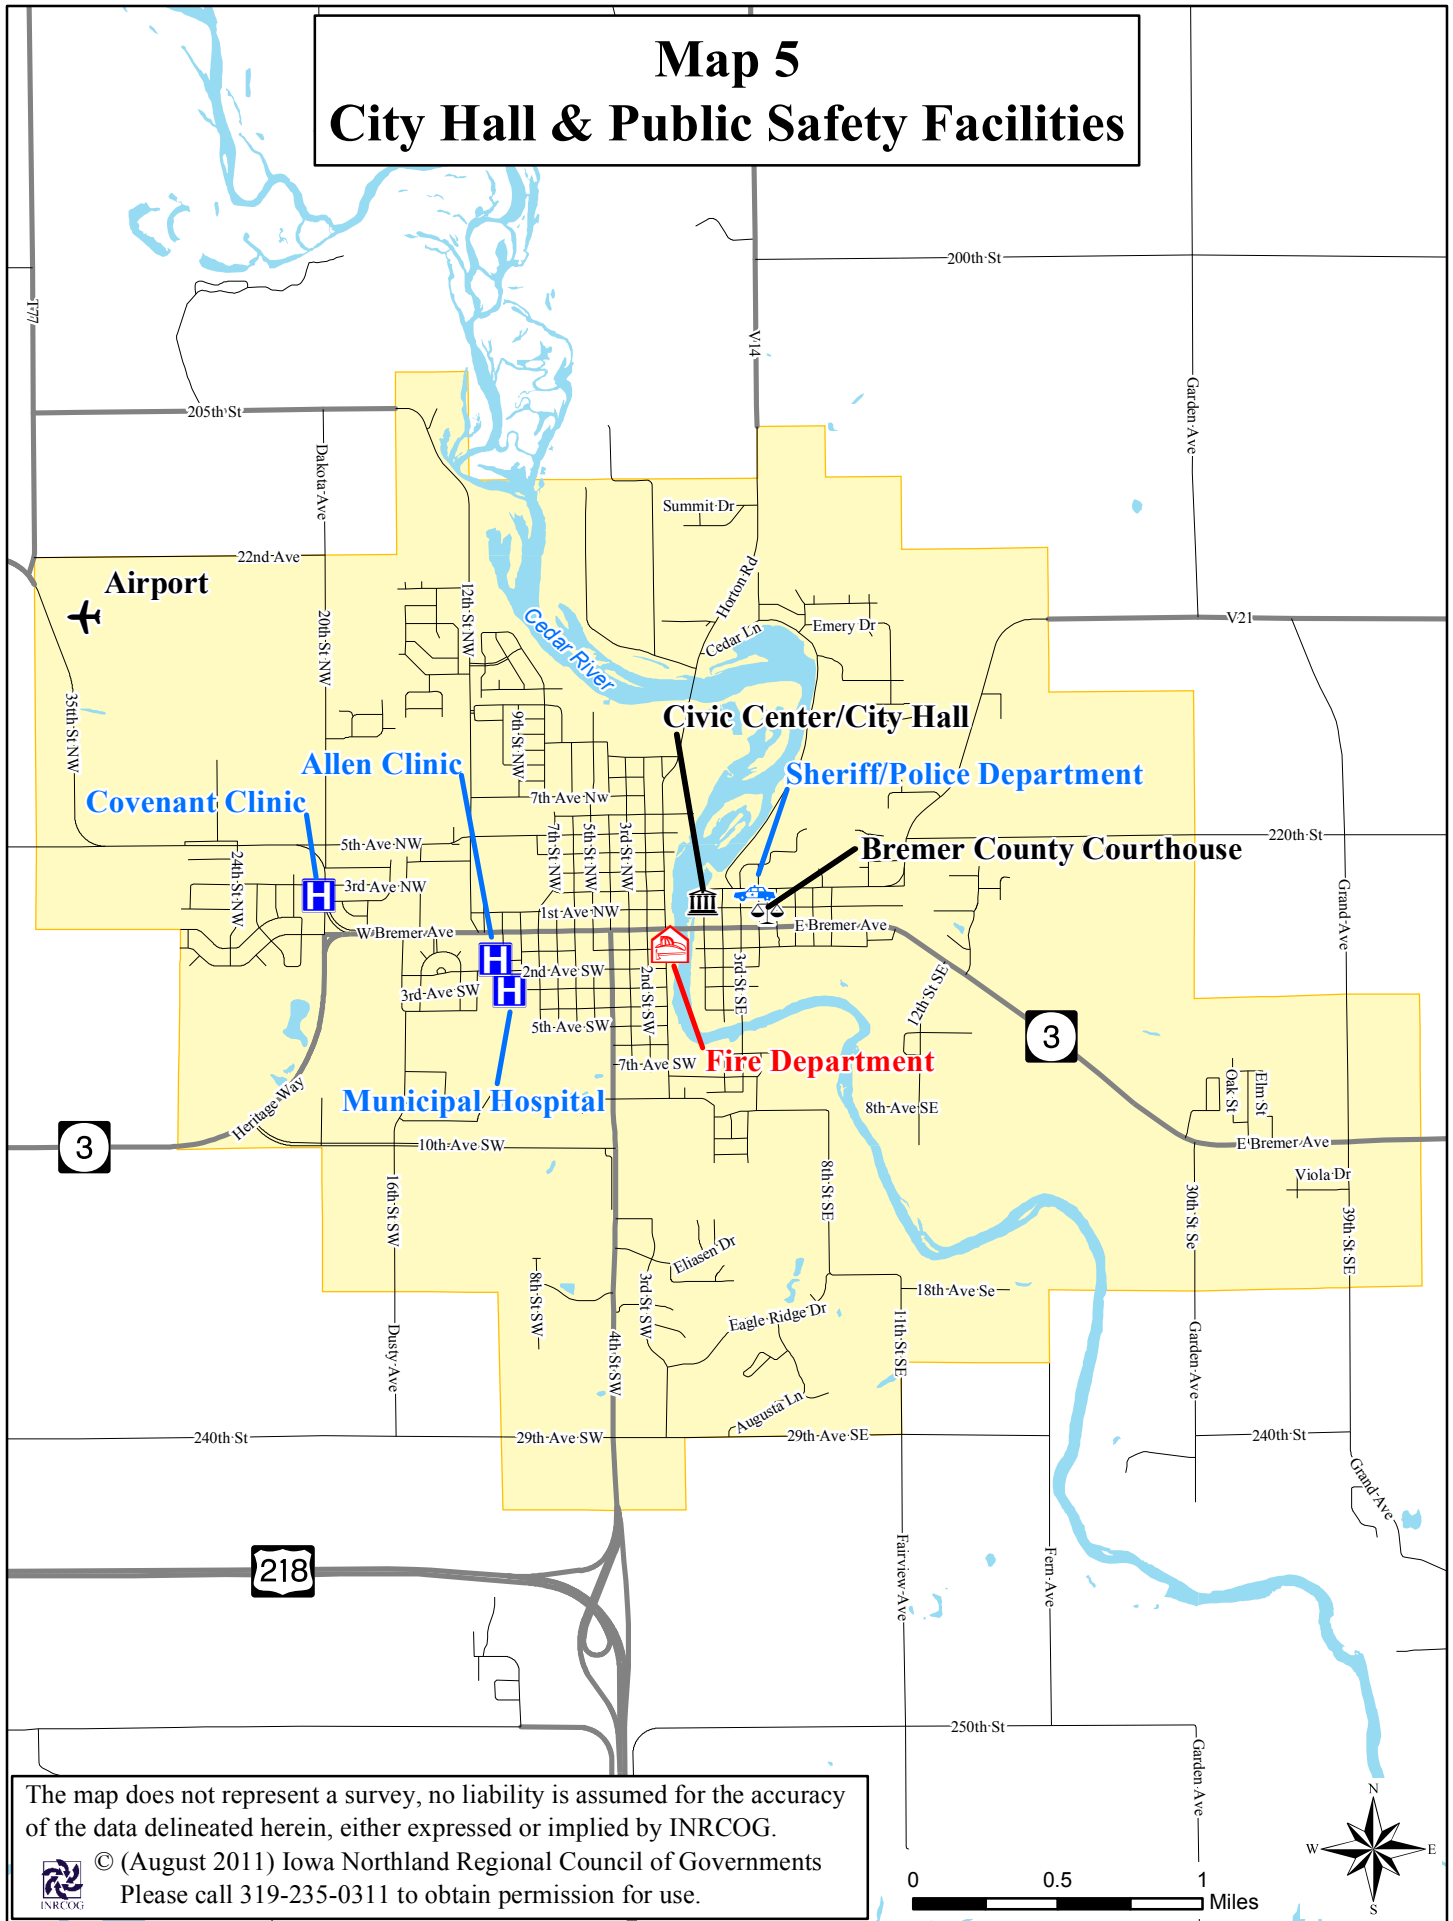 Map 5
City Hall & Public Safety Facilities
200th St
T-77
V-14
Garden Ave
205th St
Dakota Ave
Summit Dr
22nd Ave
Airport
Horton Rd
12th St NW
20th St NW
Cedar River
Cedar Ln
Emery Dr
V21
35tth St NW
9th St NW
Civic Center/City Hall
Allen Clinic
Sheriff/Police Department
Covenant Clinic
7th Ave Nw
220th St
5th Ave NW
7th St NW
5th St NW
3rd St NW
Bremer County Courthouse
24th St NW
H
3rd Ave NW
1st Ave NW
Grand Ave
W Bremer Ave
E Bremer Ave
H
2nd Ave SW
3rd St SE
12th St SE
3rd Ave SW
H
2nd St SW
5th Ave SW
3
7th Ave SW
Fire Department
Oak St
Elm St
Municipal Hospital
8th Ave SE
Heritage Way
3
10th Ave SW
E Bremer Ave
Viola Dr
16th St SW
8th St SE
30th St Se
39th St SE
Eliasen Dr
8th St SW
3rd St SW
18th Ave Se
Eagle Ridge Dr
11th St SE
Dusty Ave
4th St SW
Garden Ave
Augusta Ln
240th St
29th Ave SW
29th Ave SE
240th St
Grand Ave
218
Fairview Ave
Fern Ave
250th St
Garden Ave
The map does not represent a survey, no liability is assumed for the accuracy
of the data delineated herein, either expressed or implied by INRCOG.
© (August 2011) Iowa Northland Regional Council of Governments
Please call 319-235-0311 to obtain permission for use.
INRCOG
0 0.5 1
Miles
N
W E
S